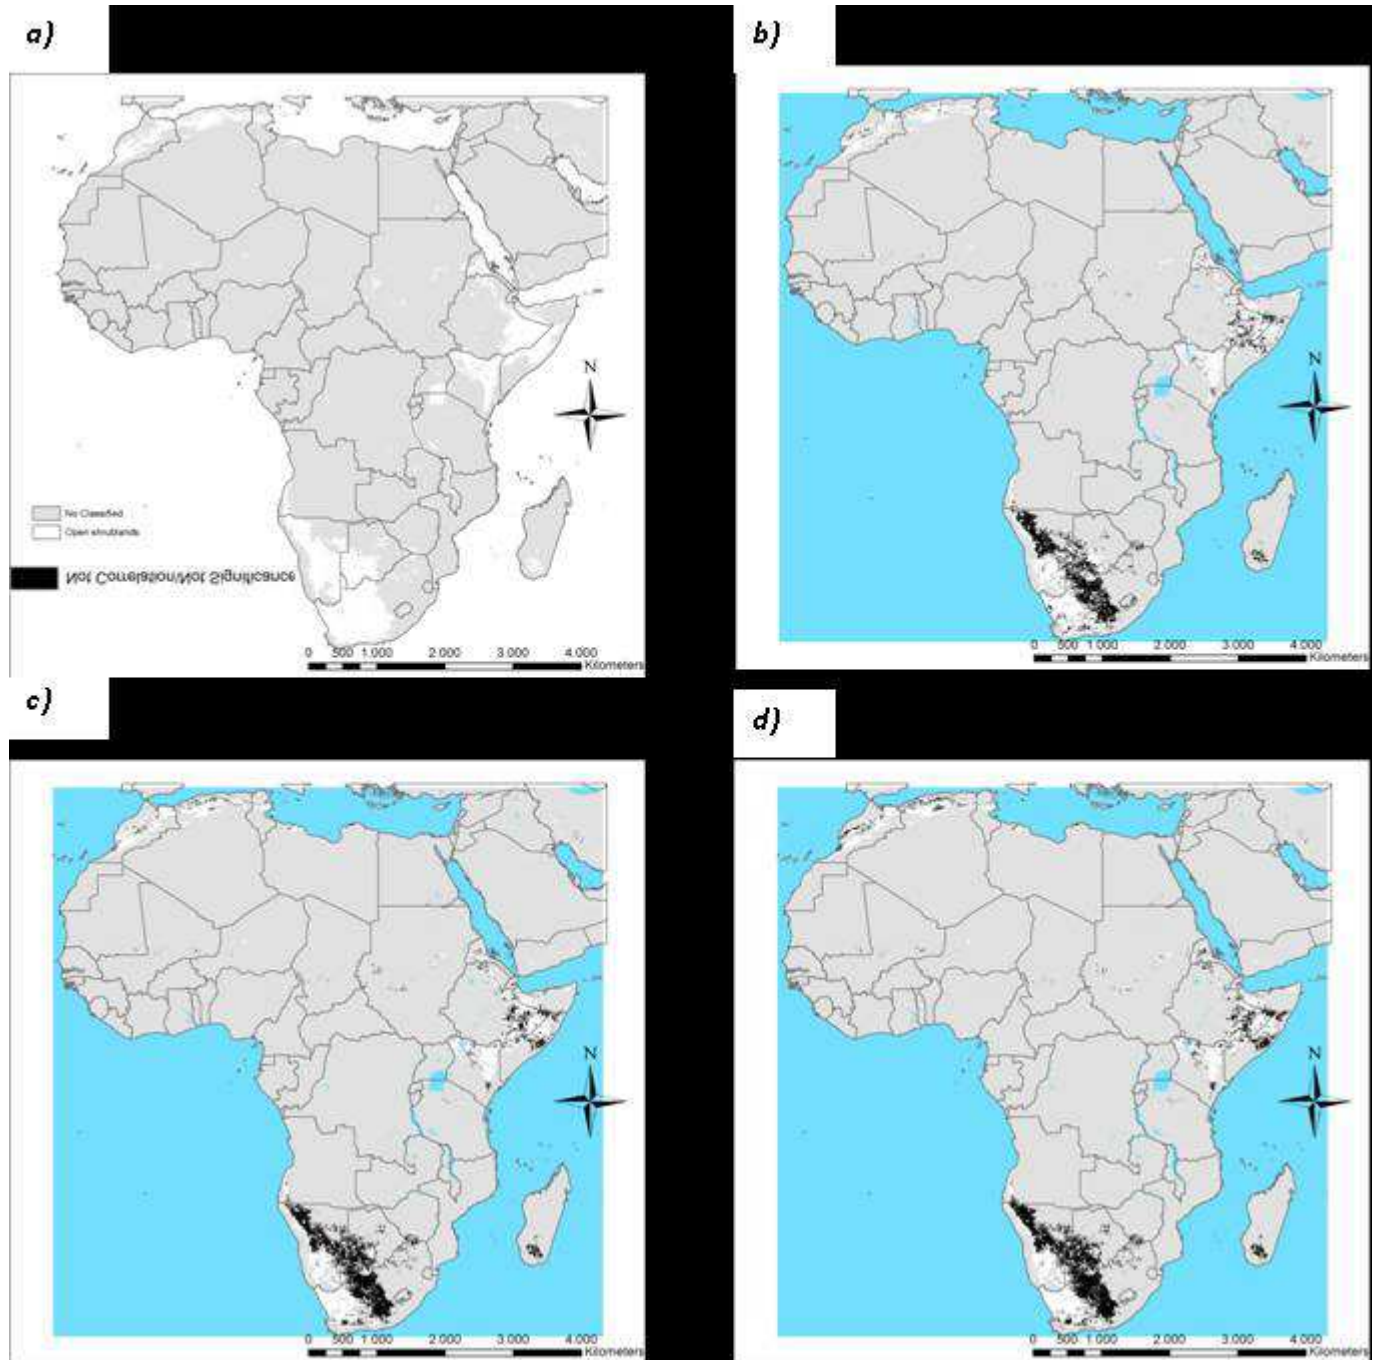 a)
N
No Classified
Open shrublands
Not Correlation/Not Significance
0 500 1.000 2.000 3.000 4.000
Kilometers
b)
N
0 500 1.000 2.000 3.000 4.000
Kilometers
c)
N
0 500 1.000 2.000 3.000 4.000
Kilometers
d)
N
0 500 1.000 2.000 3.000 4.000
Kilometers